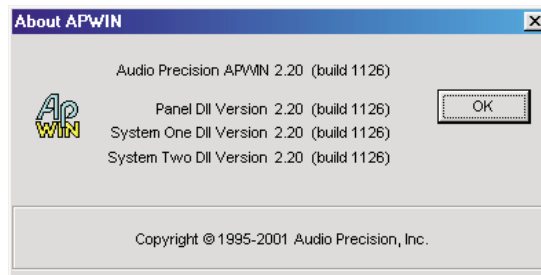 About APWIN
Audio Precision APWIN 2.20 (build 1126)
Ap
WIN
Panel Dll Version 2.20 (build 1126)
OK
System One Dll Version 2.20 (build 1126)
System Two Dll Version 2.20 (build 1126)
Copyright © 1995-2001 Audio Precision, Inc.